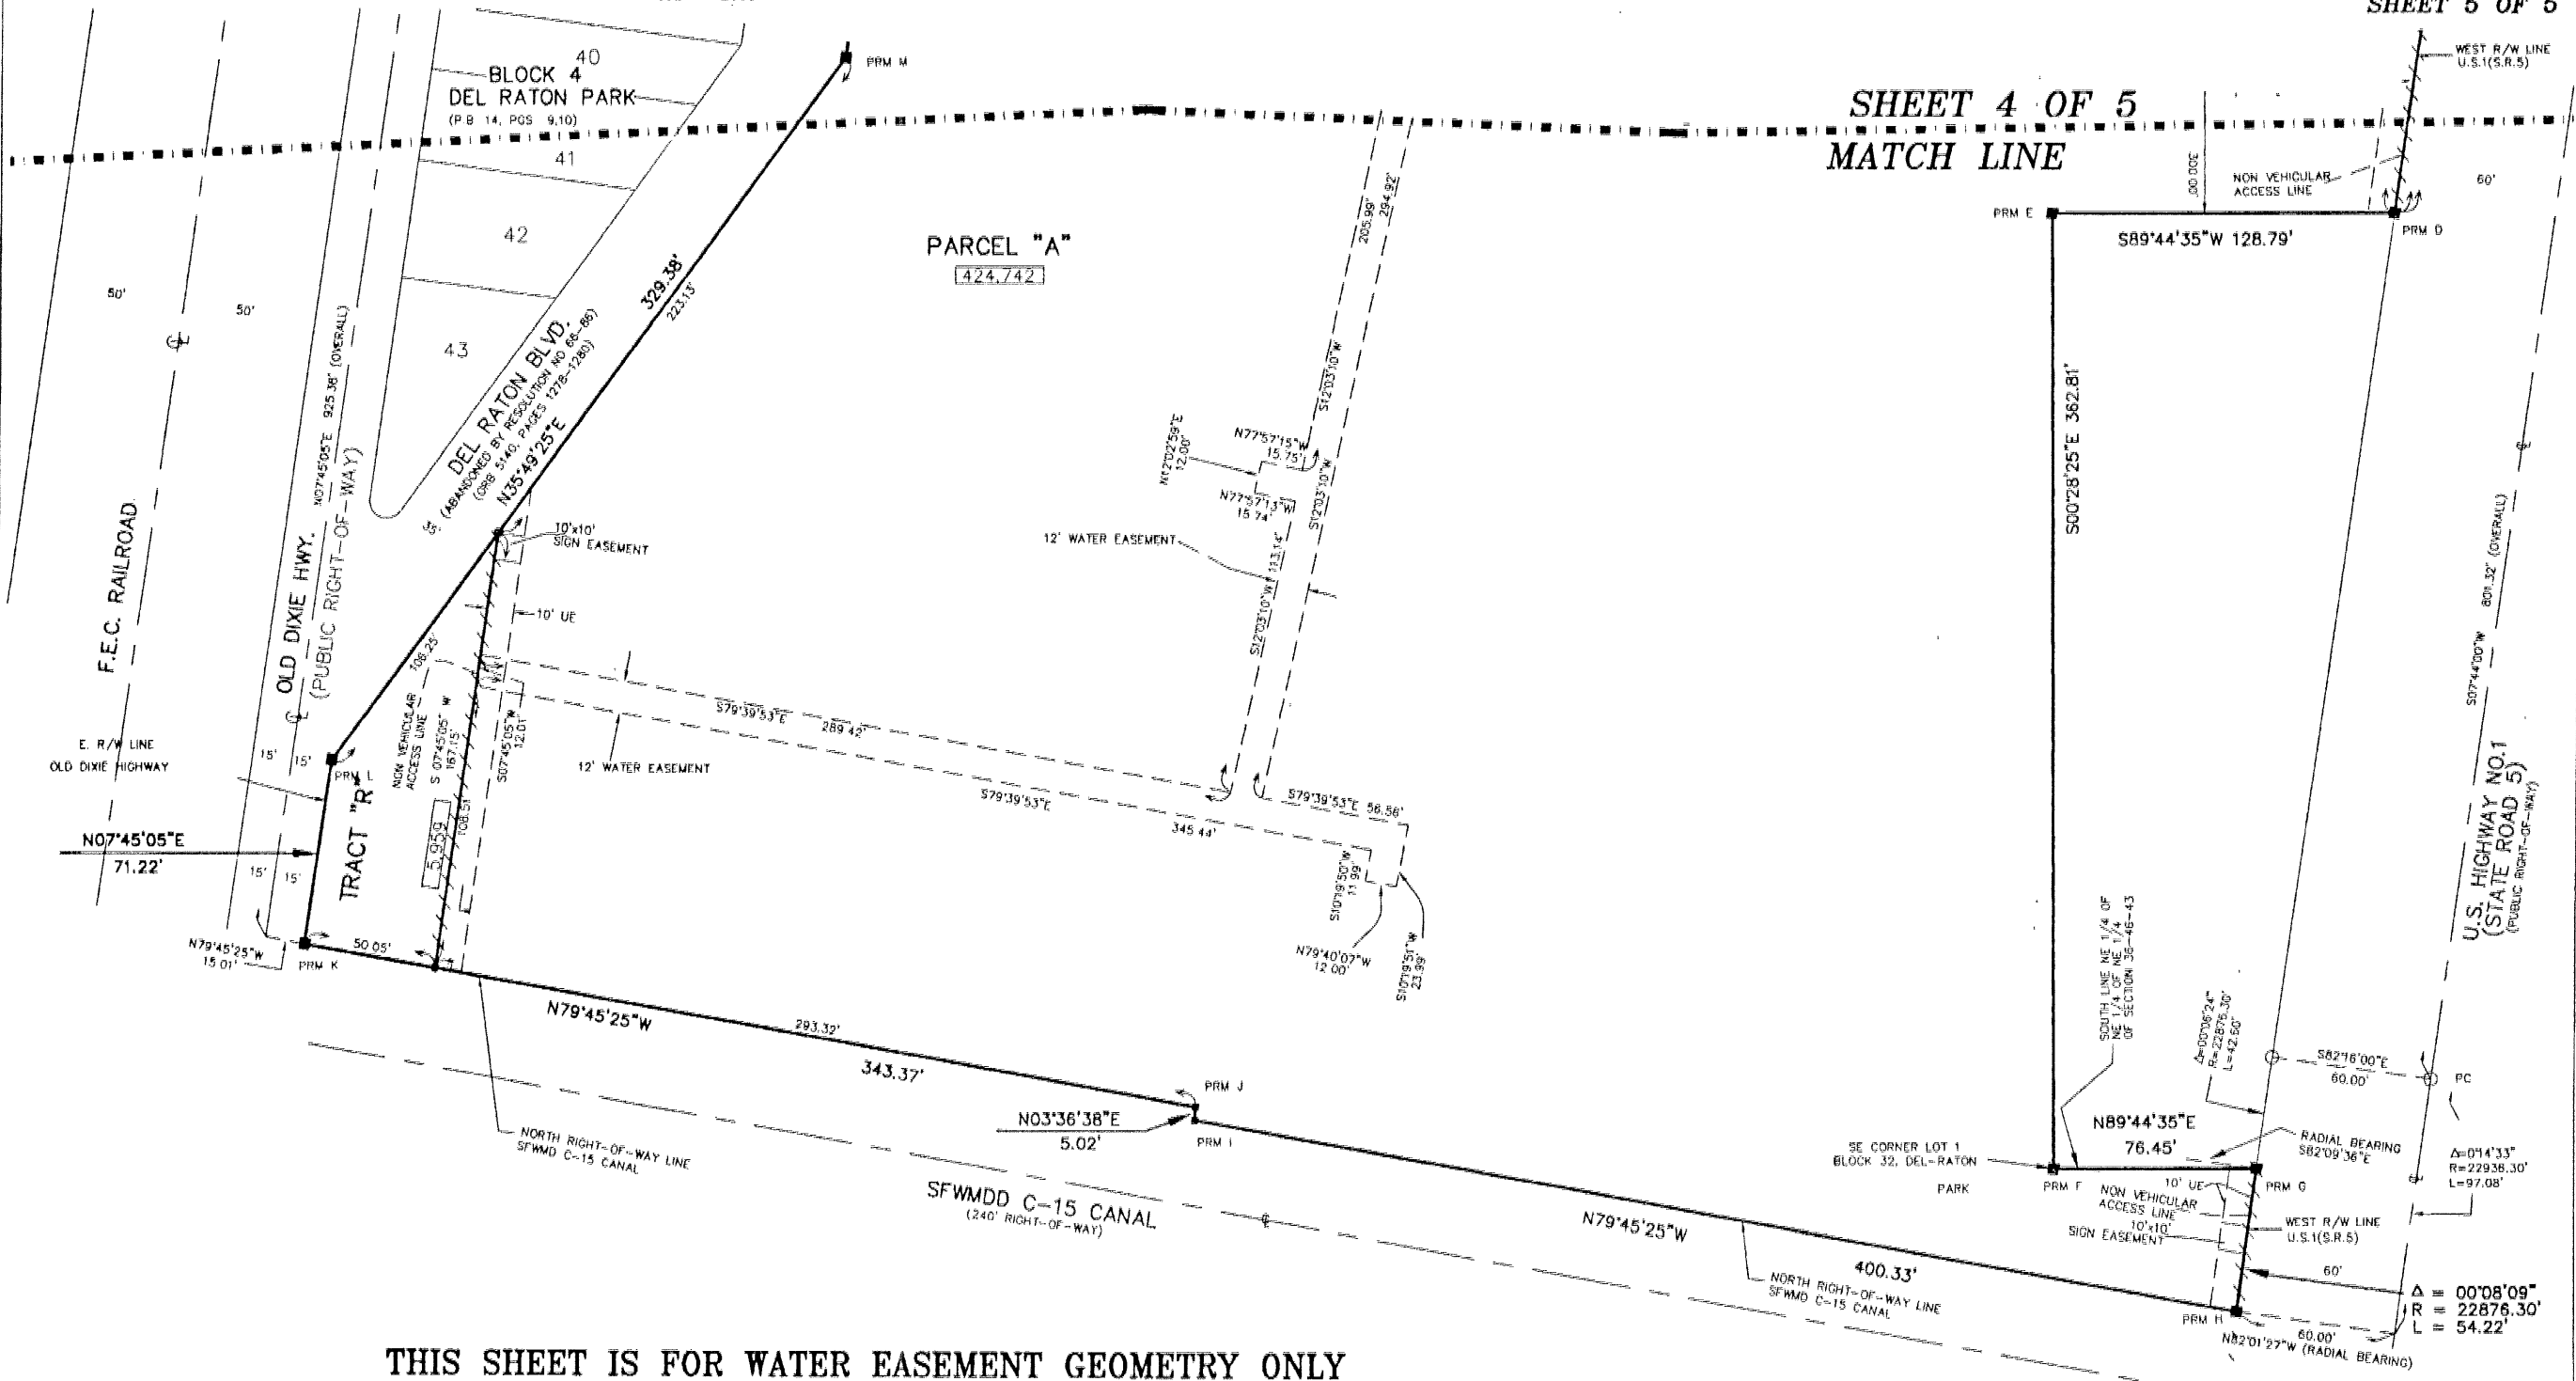 SHEET 5 OF 5
WEST R/W LINE
U.S.1(S.R.5)
40
BLOCK 4
DEL RATON PARK
(P.B 14, PGS 9,10)
PRM M
SHEET 4 OF 5
MATCH LINE
41
42
43
300.00'
NON VEHICULAR
ACCESS LINE
60'
PRM E
PRM D
S89°44'35"W 128.79'
PARCEL "A"
424,742
205.99'
294.92'
50'
50'
329.38'
223.13'
N07°45'05"E 925.38' (OVERALL)
DEL RATON BLVD.
35' (ABANDONED BY RESOLUTION NO 66-86)
(ORB 5140, PAGES 1278-1280)
N35°49'25"E
S12°03'10"W
N12°02'59"E
12.00'
N77°57'15"W
15.75'
N77°57'13"W
15.74'
S12°03'10"W
S00°28'25"E 362.81'
F.E.C. RAILROAD.
OLD DIXIE HWY.
(PUBLIC RIGHT-OF-WAY)
10'x10'
SIGN EASEMENT
12' WATER EASEMENT
S12°03'10"W 113.14'
10' UE
106.25'
S07°44'00"W 801.32' (OVERALL)
NON VEHICULAR
ACCESS LINE
S 07°45'05" W
167.15'
S07°45'05"W
12.01'
S79°39'53"E
289.42'
12' WATER EASEMENT
S79°39'53"E
345.44'
S79°39'53"E 56.56'
E. R/W LINE
OLD DIXIE HIGHWAY
15'
15'
PRM L
TRACT "R"
5,959
108.51'
N07°45'05"E
71.22'
15'
15'
S10°19'50"W
11.99'
N79°40'07"W
12.00'
S10°19'51"W
23.99'
U.S. HIGHWAY NO.1
(STATE ROAD 5)
(PUBLIC RIGHT-OF-WAY)
SOUTH LINE NE 1/4 OF
NE 1/4 OF NE 1/4
OF SECTION 36-46-43
N79°45'25"W
15.01'
PRM K
50.05'
N79°45'25"W
293.32'
343.37'
Δ=00°06'24"
R=22876.30'
L=42.60'
S82°16'00"E
60.00'
PC
PRM J
N03°36'38"E
5.02'
PRM I
NORTH RIGHT-OF-WAY LINE
SFWMD C-15 CANAL
N89°44'35"E
76.45'
RADIAL BEARING
S82°09'36"E
SE CORNER LOT 1
BLOCK 32, DEL-RATON
PARK
Δ=0°14'33"
R=22936.30'
L=97.08'
PRM F
10' UE
PRM G
NON VEHICULAR
ACCESS LINE
10'x10'
SIGN EASEMENT
WEST R/W LINE
U.S.1(S.R.5)
SFWMDD C-15 CANAL
(240' RIGHT-OF-WAY)
N79°45'25"W
400.33'
NORTH RIGHT-OF-WAY LINE
SFWMD C-15 CANAL
60'
Δ = 00°08'09"
R = 22876.30'
L = 54.22'
PRM H
60.00'
N82°01'27"W (RADIAL BEARING)
THIS SHEET IS FOR WATER EASEMENT GEOMETRY ONLY